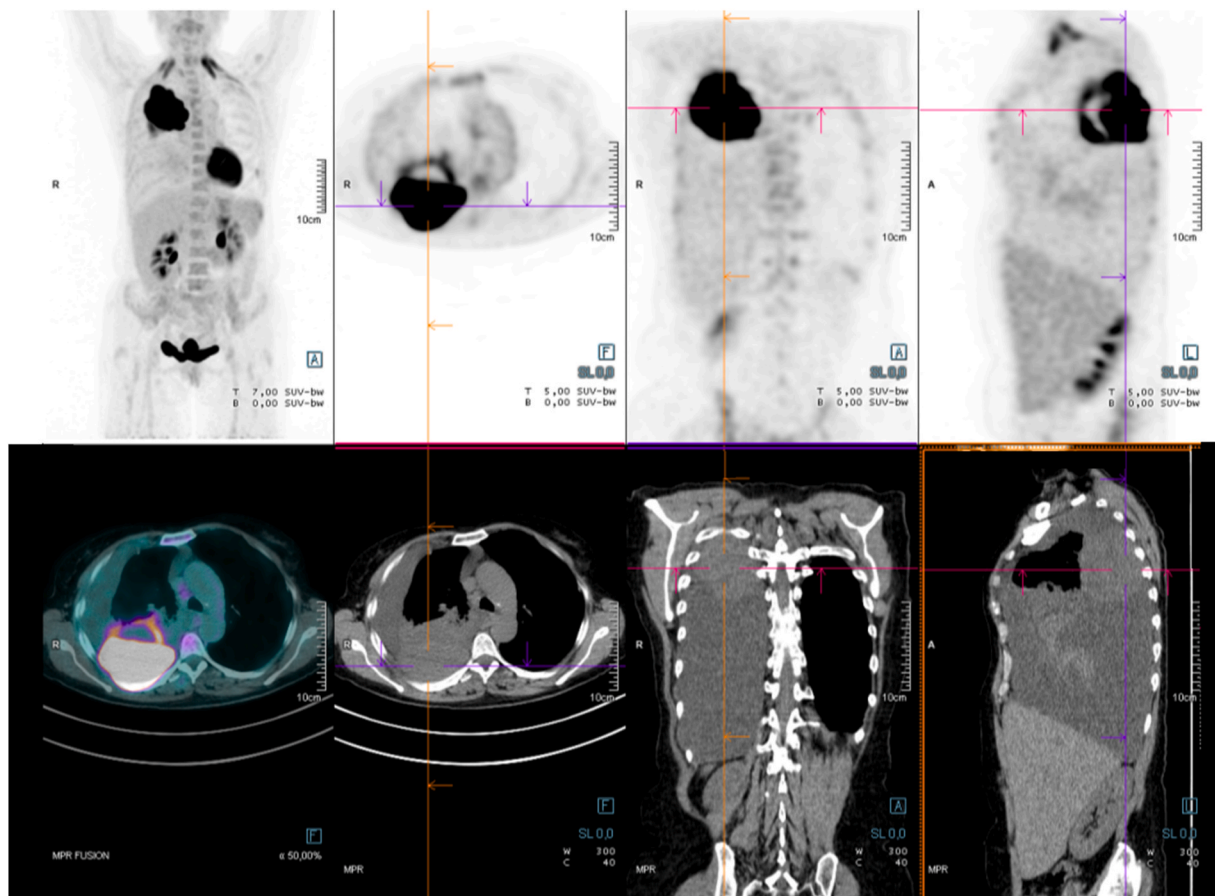 R
10cm
A
T 7,00 SUV-bw
B 0,00 SUV-bw
R
10cm
F
SL 0,0
T 5,00 SUV-bw
B 0,00 SUV-bw
R
10cm
A
SL 0,0
T 5,00 SUV-bw
B 0,00 SUV-bw
A
10cm
L
SL 0,0
T 5,00 SUV-bw
B 0,00 SUV-bw
R
10cm
F
MPR FUSION
α 50,00%
R
10cm
F
SL 0,0
W 300
C 40
MPR
R
10cm
A
SL 0,0
W 300
C 40
MPR
A
10cm
SL 0,0
W 300
C 40
MPR